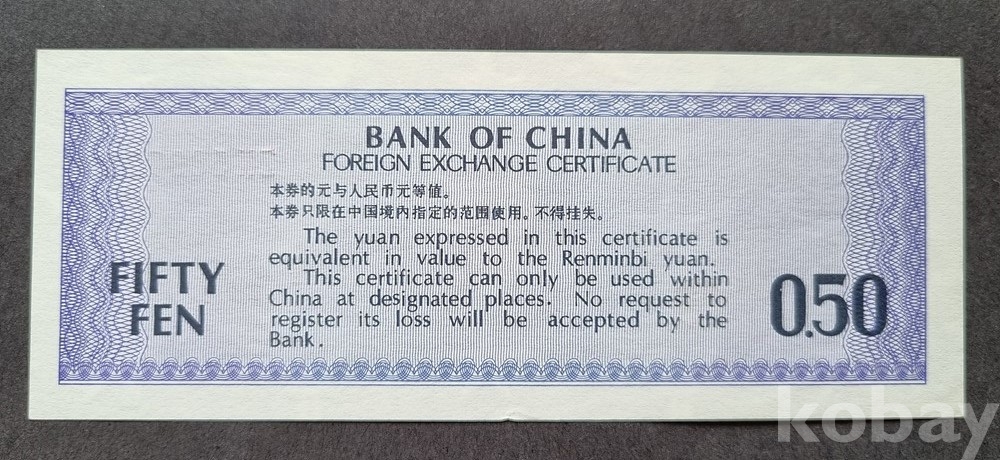 BANK OF CHINA
FOREIGN EXCHANGE CERTIFICATE
本券的元与人民币元等值。
本券只限在中国境内指定的范围使用。不得挂失。
The yuan expressed in this certificate is
equivalent in value to the Renminbi yuan.
This certificate can only be used within
China at designated places. No request to
register its loss will be accepted by the
Bank.
FIFTY
FEN
0.50
kobay